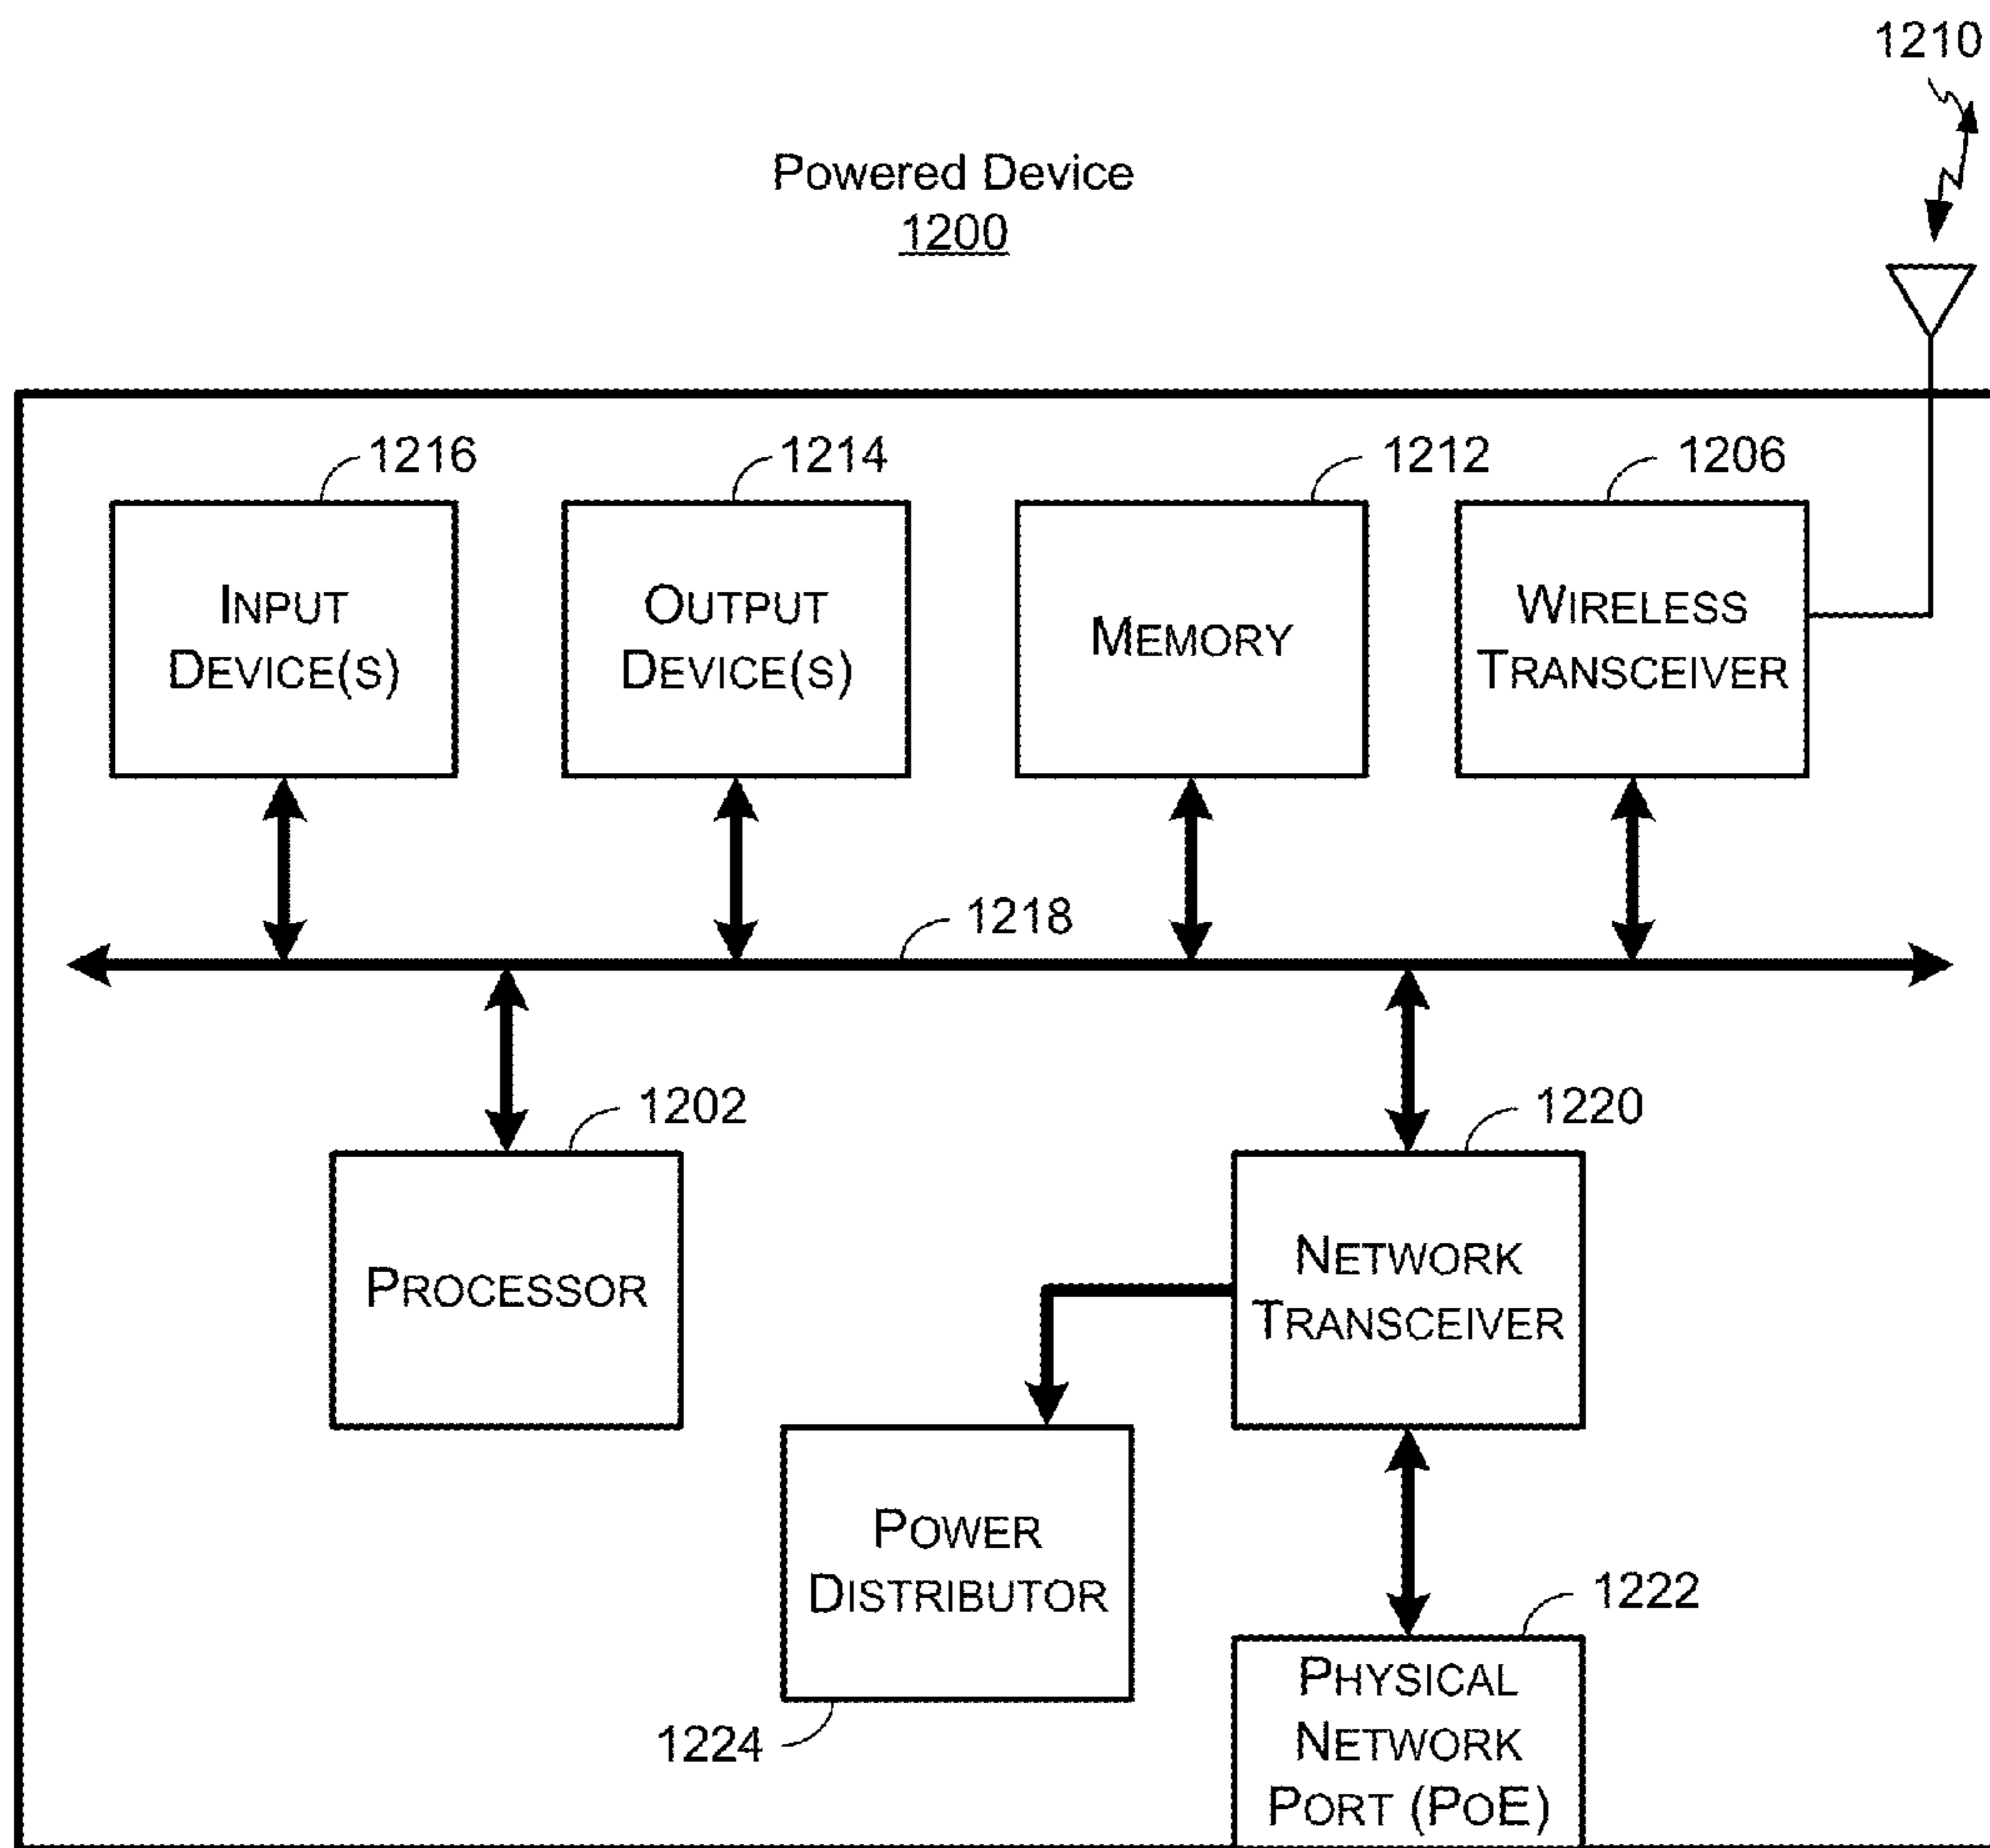 1210
Powered Device
1200
1216
1214
1212
1206
INPUT
DEVICE(S)
OUTPUT
DEVICE(S)
MEMORY
WIRELESS
TRANSCEIVER
1218
1202
1220
PROCESSOR
NETWORK
TRANSCEIVER
POWER
DISTRIBUTOR
1224
1222
PHYSICAL
NETWORK
PORT (POE)